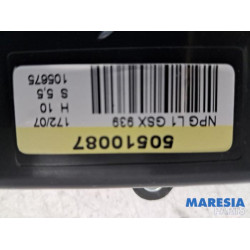 50510087
NPG L1 GSX 939
172/07
H 10
S 5,5
105675
MARESIA